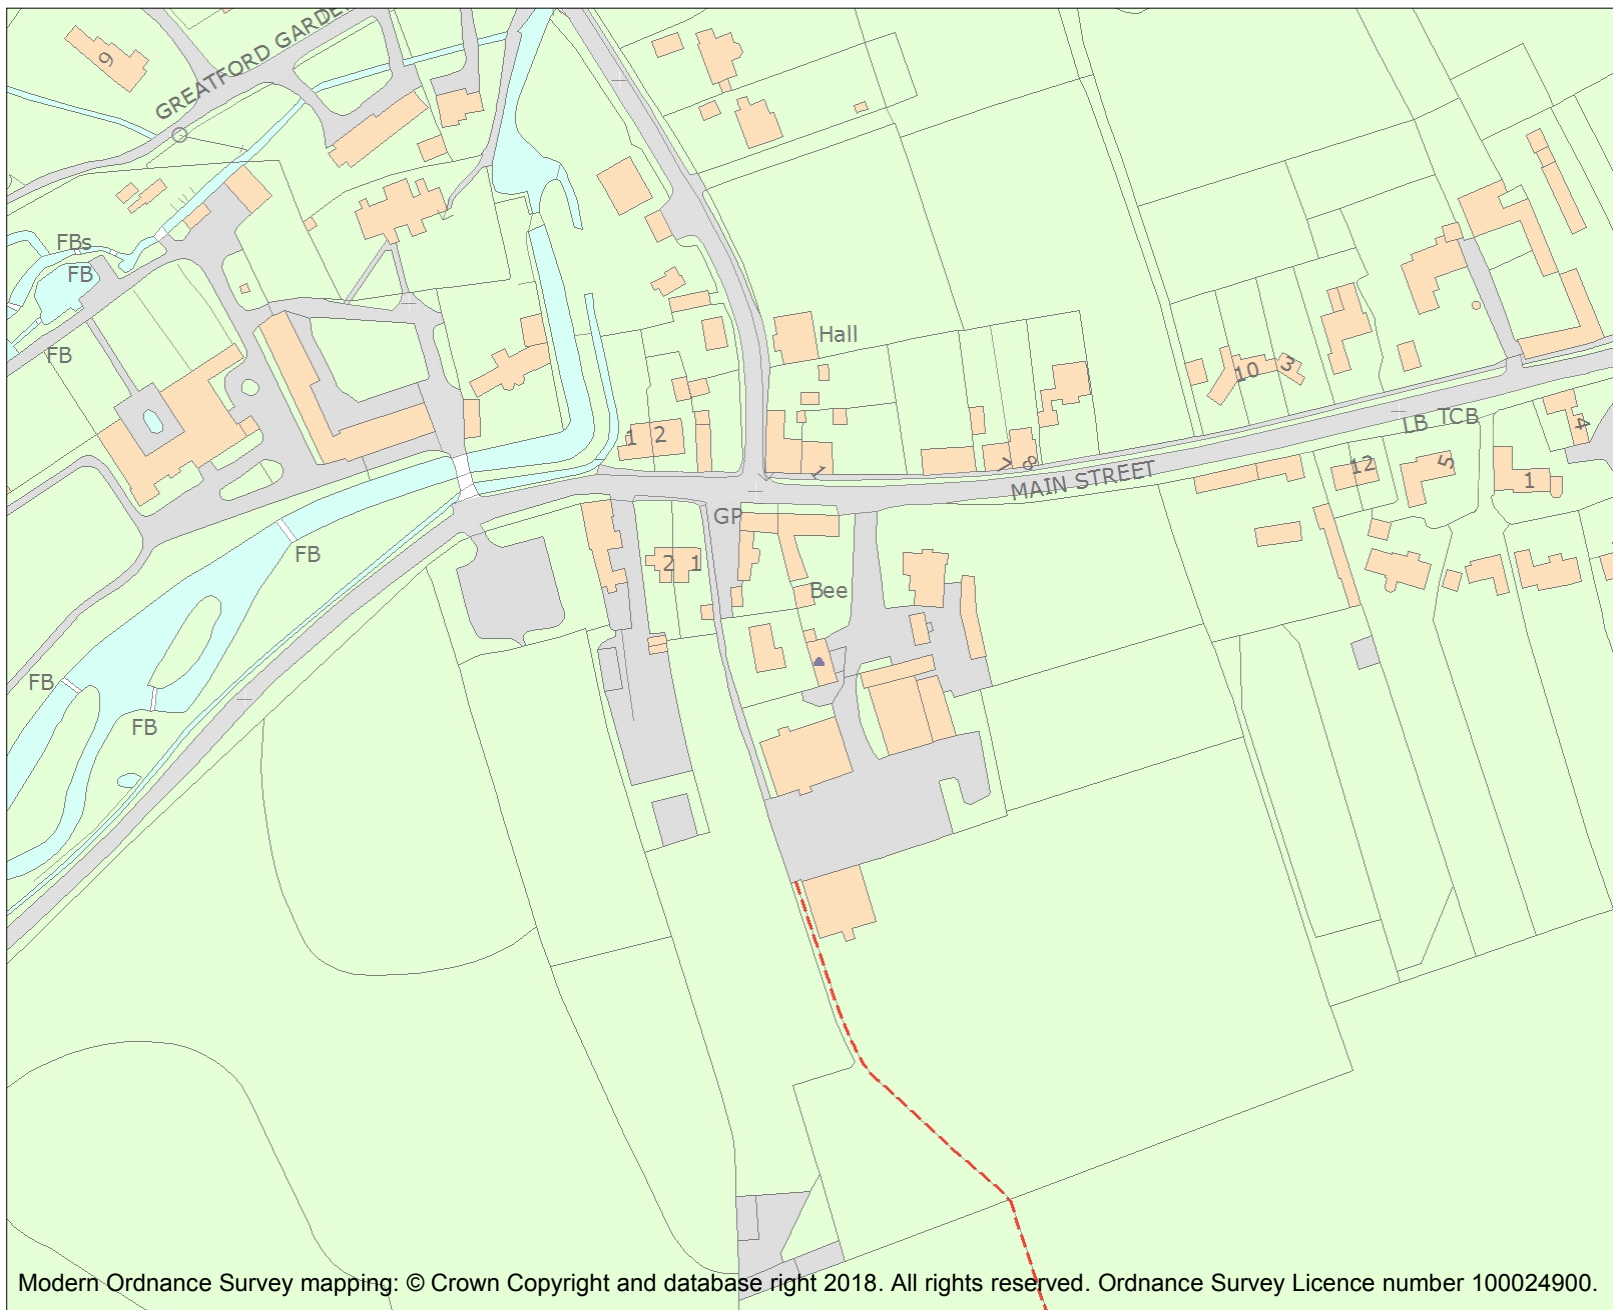 9
GREATFORD GARDE
FBs
FB
FB
Hall
10
3
LB TCB
4
1 2
1
7
8
MAIN STREET
12
5
1
GP
FB
2 1
Bee
FB
FB
Modern Ordnance Survey mapping: © Crown Copyright and database right 2018. All rights reserved. Ordnance Survey Licence number 100024900.